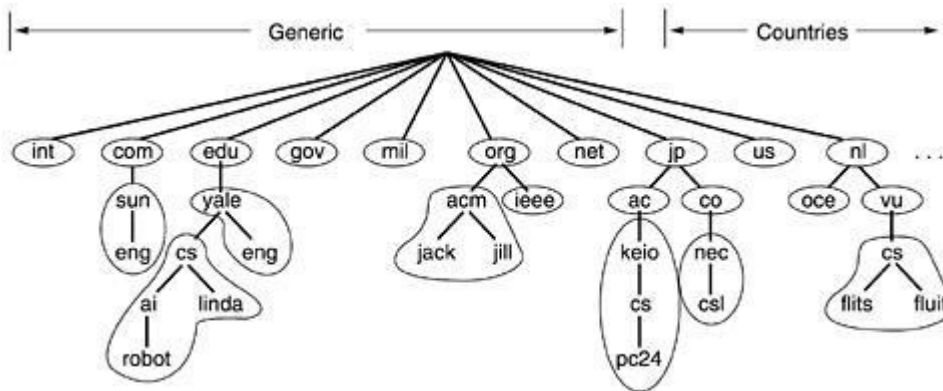 Generic Countries
int com edu gov mil org net jp us nl ...
sun yale acm ieee ac co oce vu
eng cs eng jack jill keio nec cs
ai linda cs csl flits fluit
robot pc24